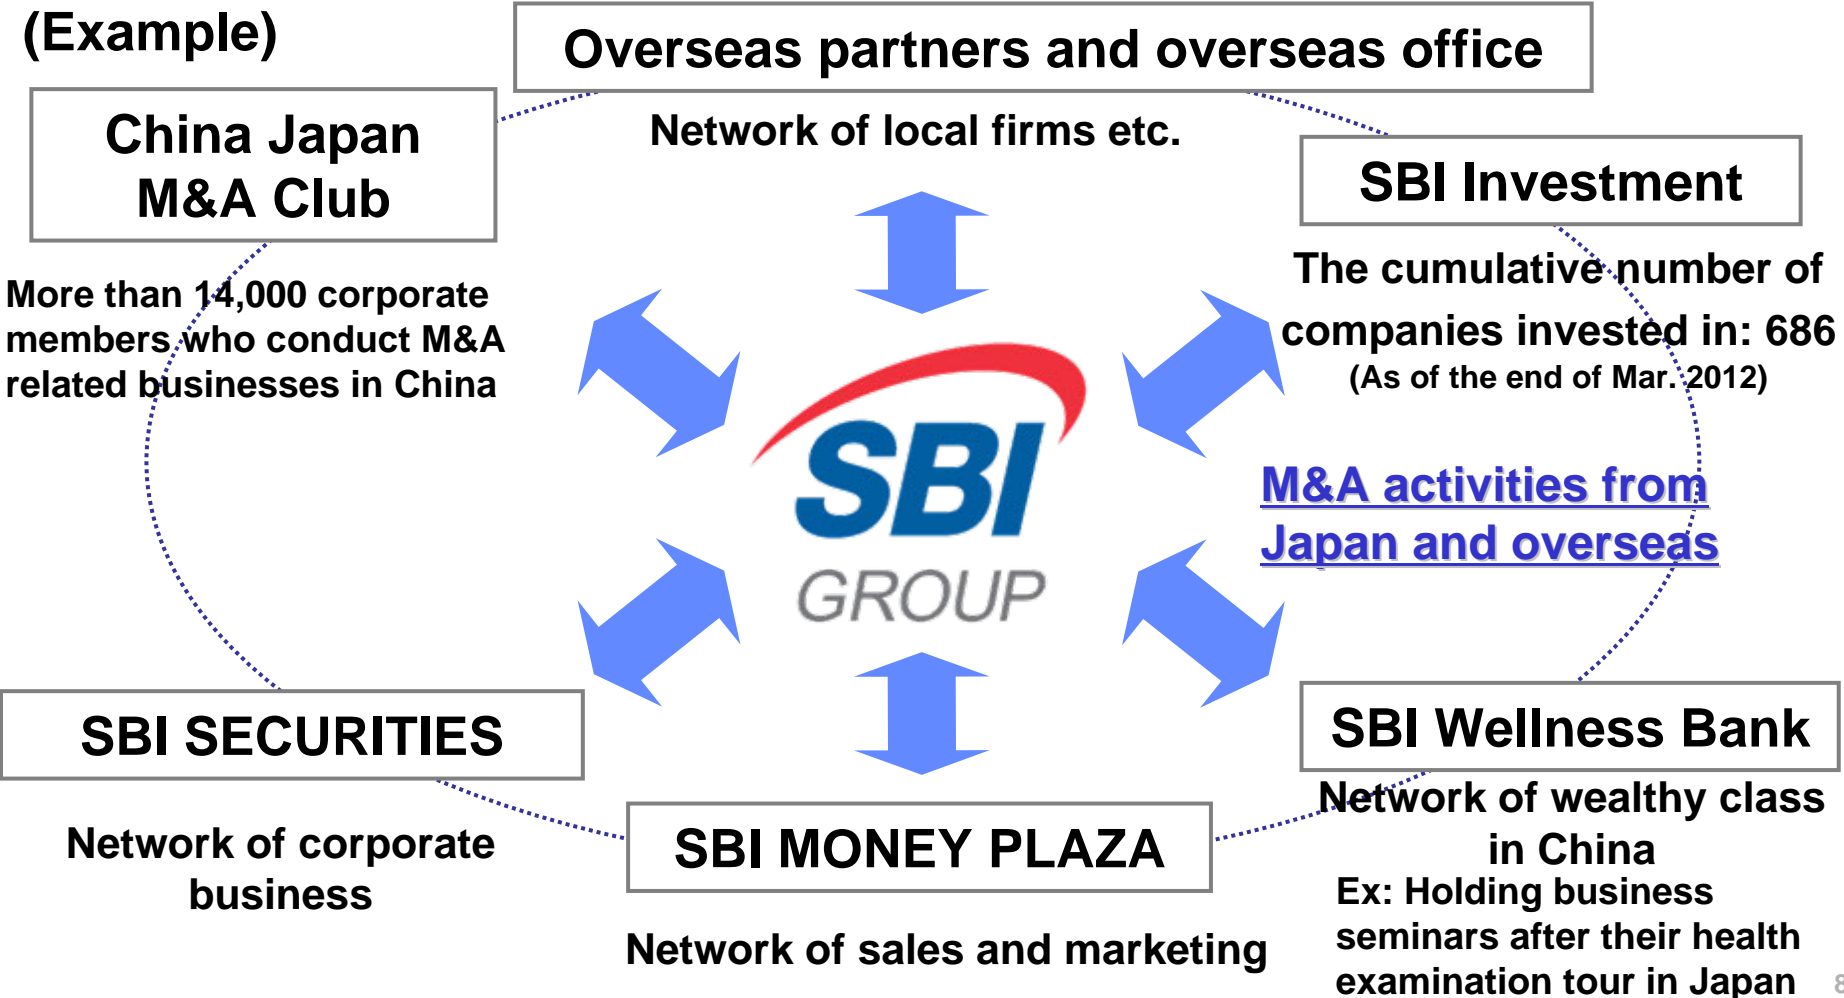 (Example)
Overseas partners and overseas office
Network of local firms etc.
China Japan
M&A Club
More than 14,000 corporate
members who conduct M&A
related businesses in China
SBI Investment
The cumulative number of
companies invested in: 686
(As of the end of Mar. 2012)
SBI
GROUP
M&A activities from
Japan and overseas
SBI SECURITIES
Network of corporate
business
SBI MONEY PLAZA
Network of sales and marketing
SBI Wellness Bank
Network of wealthy class
in China
Ex: Holding business
seminars after their health
examination tour in Japan